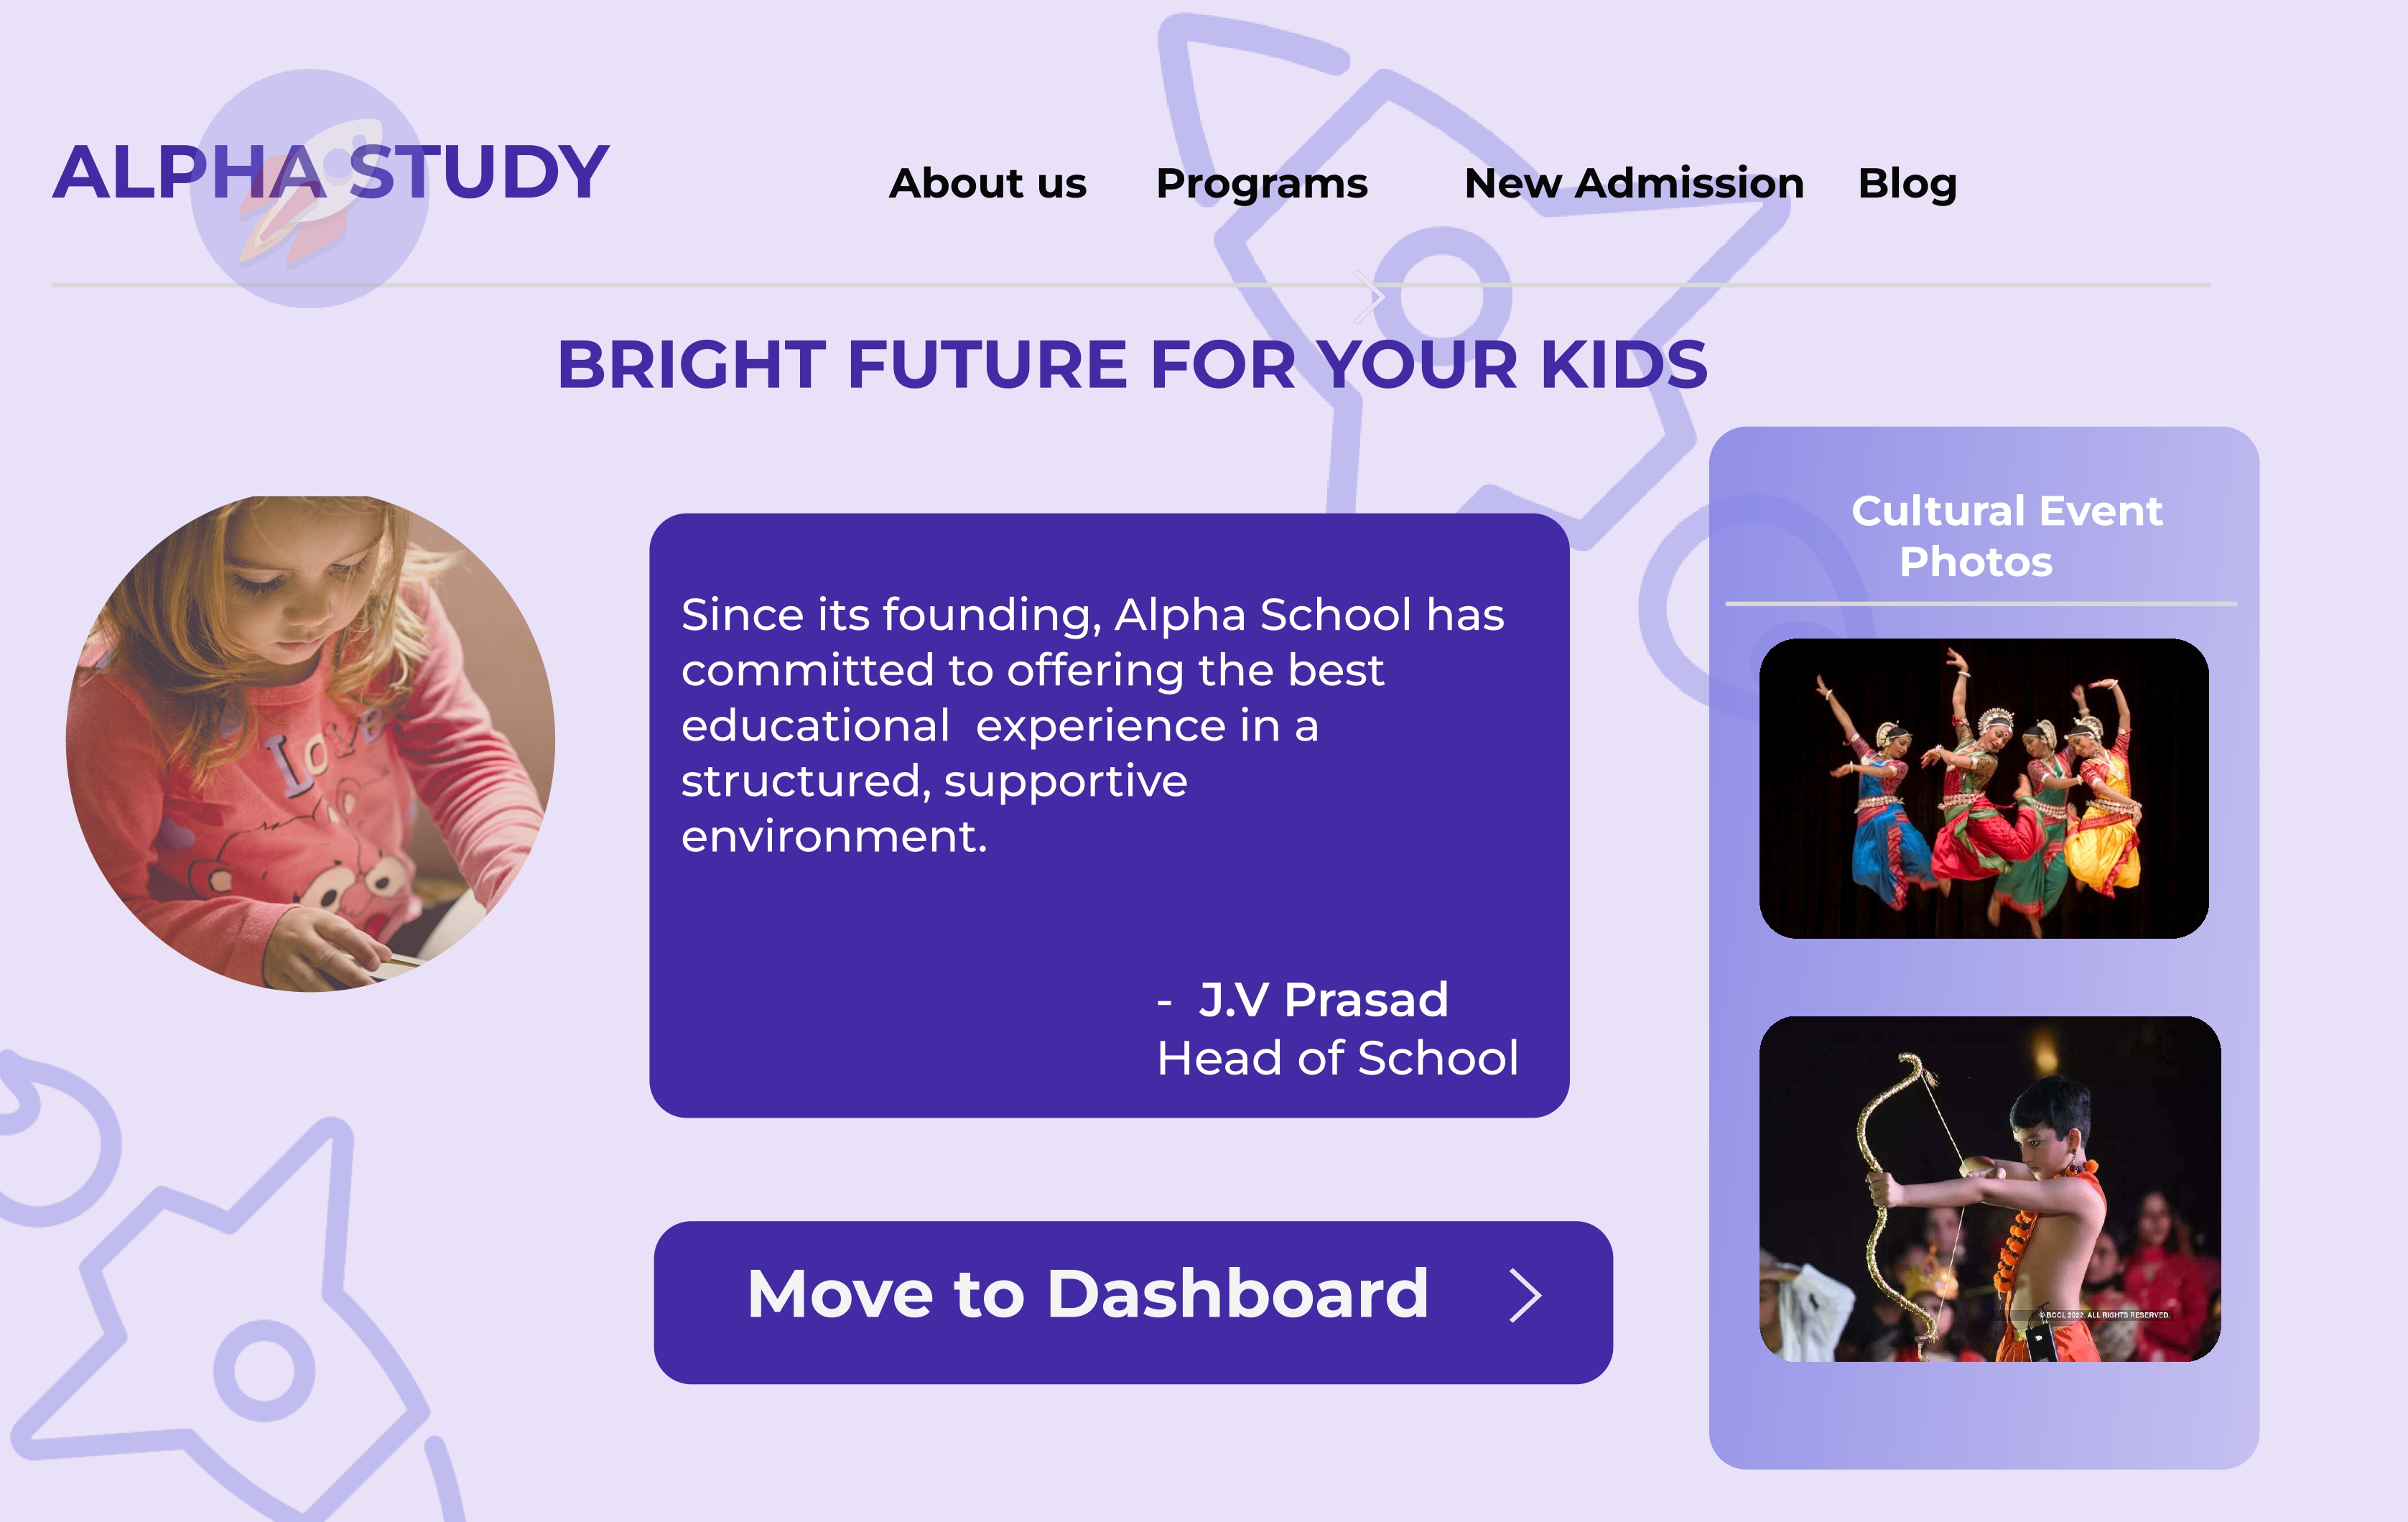 ALPHA STUDY
About us Programs New Admission Blog
BRIGHT FUTURE FOR YOUR KIDS
Love
Since its founding, Alpha School has
committed to offering the best
educational experience in a
structured, supportive
environment.
- J.V Prasad
Head of School
Move to Dashboard
Cultural Event
Photos
© BCCL 2022. ALL RIGHTS RESERVED.